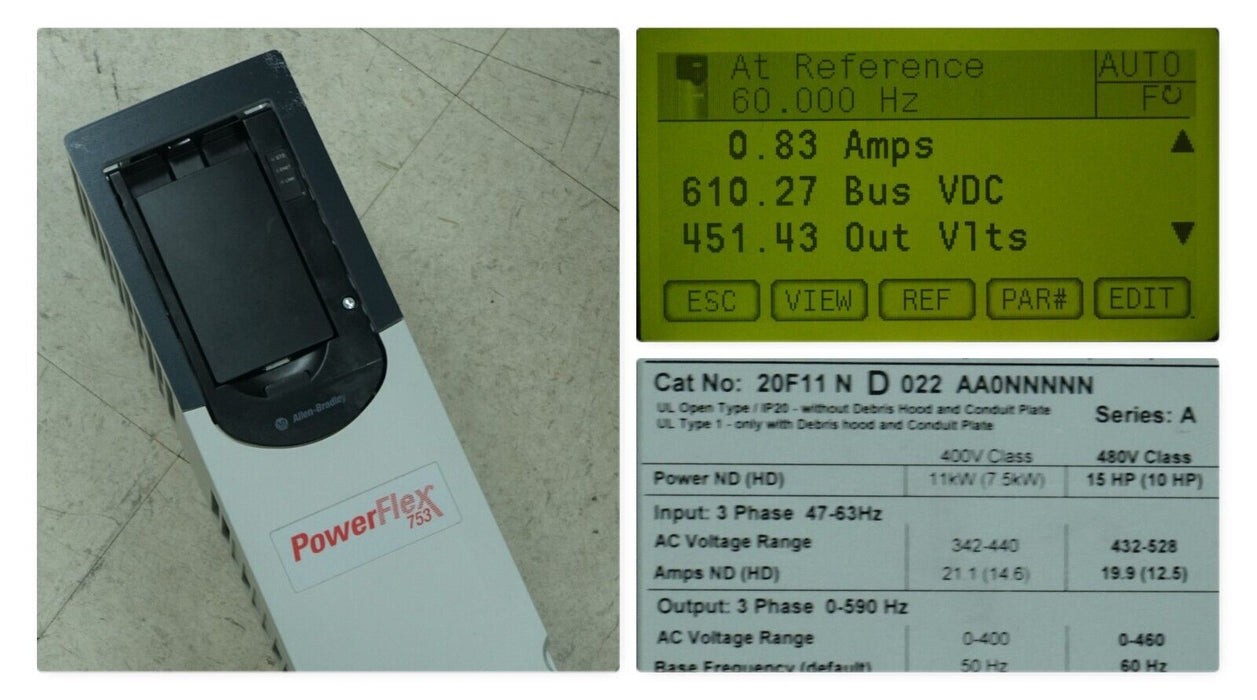 Allen-Bradley
PowerFlex
753
At Reference
AUTO
60.000 Hz
F
0.83 Amps
610.27 Bus VDC
451.43 Out Vlts
ESC VIEW REF PAR# EDIT
Cat No: 20F11 N D 022 AA0NNNNN
UL Open Type / IP20 - without Debris Hood and Conduit Plate
UL Type 1 - only with Debris hood and Conduit Plate
Series: A
400V Class 480V Class
Power ND (HD) 11kW (7.5kW) 15 HP (10 HP)
Input: 3 Phase 47-63Hz
AC Voltage Range 342-440 432-528
Amps ND (HD) 21.1 (14.6) 19.9 (12.5)
Output: 3 Phase 0-590 Hz
AC Voltage Range 0-400 0-460
Base Frequency (default) 50 Hz 60 Hz